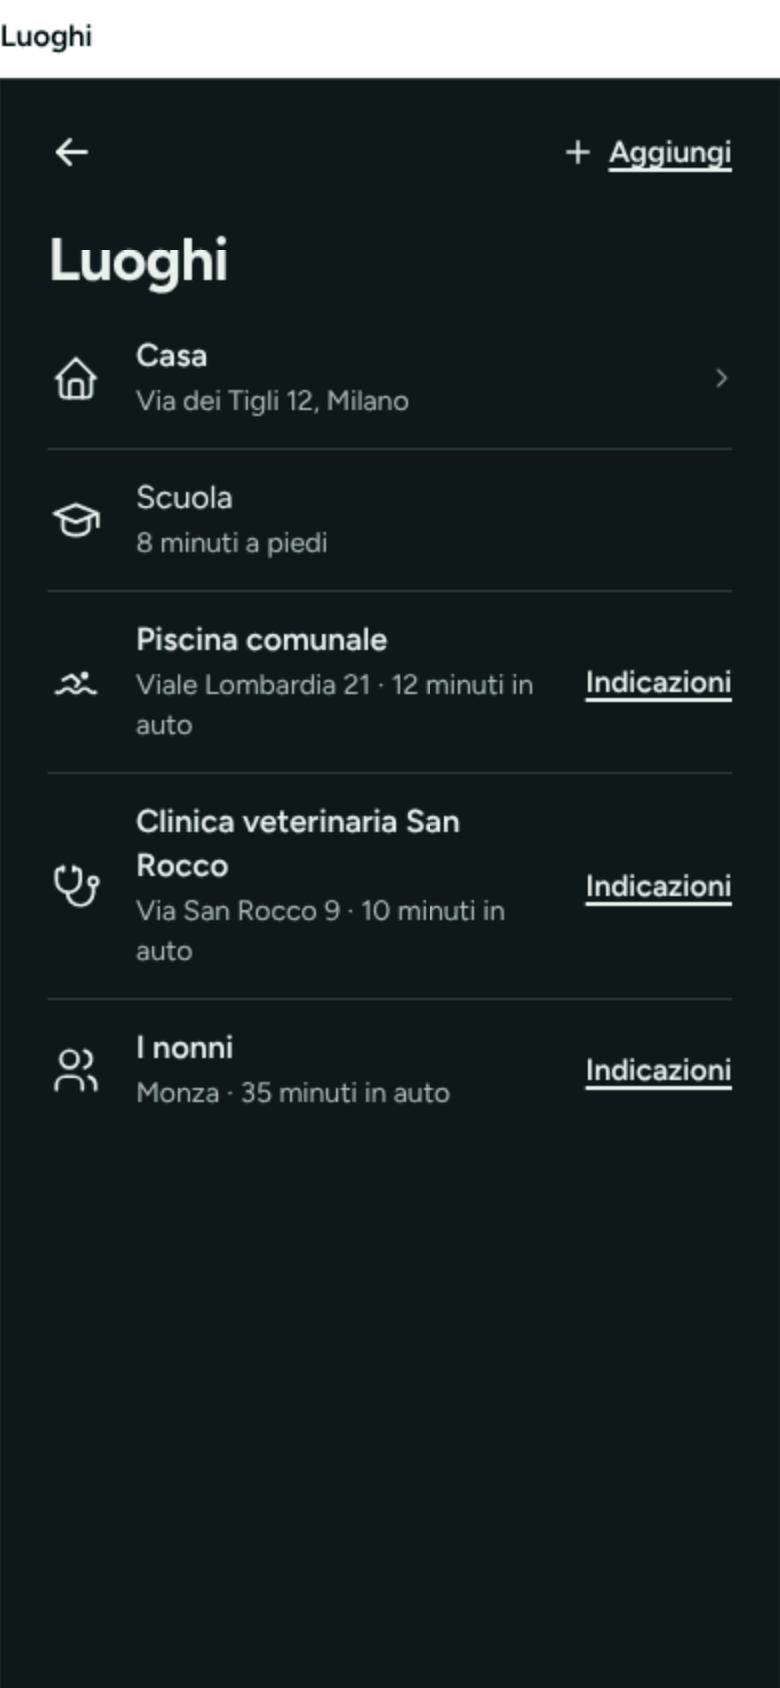 Luoghi
Aggiungi
Luoghi
Casa
Via dei Tigli 12, Milano
Scuola
8 minuti a piedi
Piscina comunale
Viale Lombardia 21 · 12 minuti in
auto
Indicazioni
Clinica veterinaria San
Rocco
Via San Rocco 9 · 10 minuti in
auto
Indicazioni
I nonni
Monza · 35 minuti in auto
Indicazioni